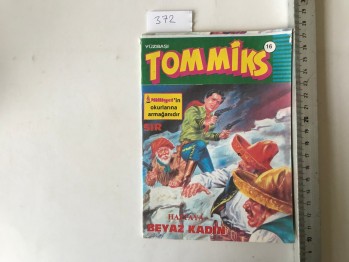 372
YÜZBAŞI
16
TOMMİKS
Milliyet'in
okurlarına
armağanıdır
SIR
BEYAZ KADIN